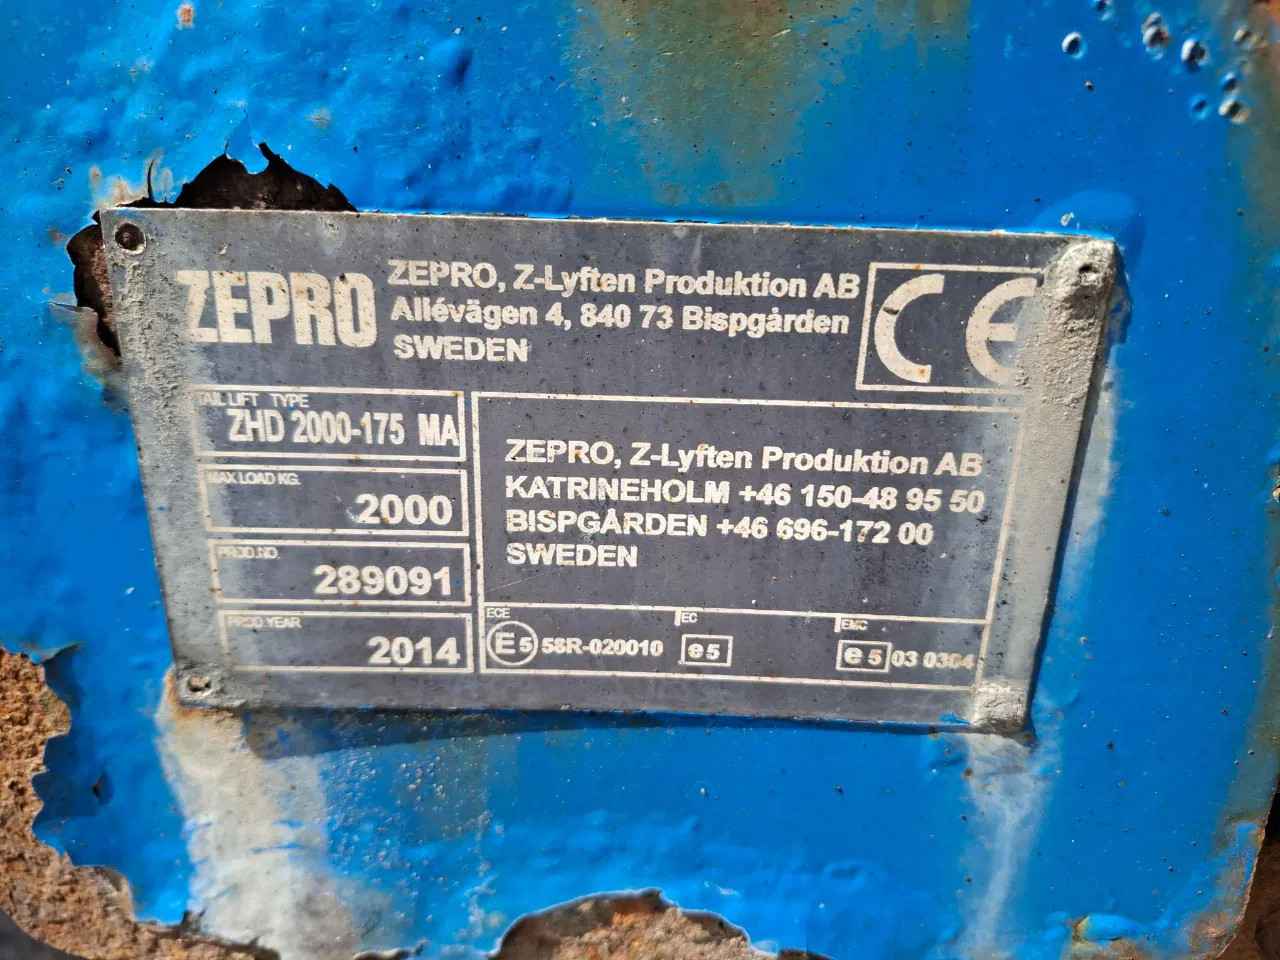 ZEPRO
ZEPRO, Z-Lyften Produktion AB
Allévägen 4, 840 73 Bispgården
SWEDEN
CE
TAIL LIFT TYPE
ZHD 2000-175 MA
MAX LOAD KG.
2000
PROD.NO.
289091
PROD YEAR
2014
ZEPRO, Z-Lyften Produktion AB
KATRINEHOLM +46 150-48 95 50
BISPGÅRDEN +46 696-172 00
SWEDEN
ECE
E5 58R-020010
EC
e5
EMC
e5 03 0304